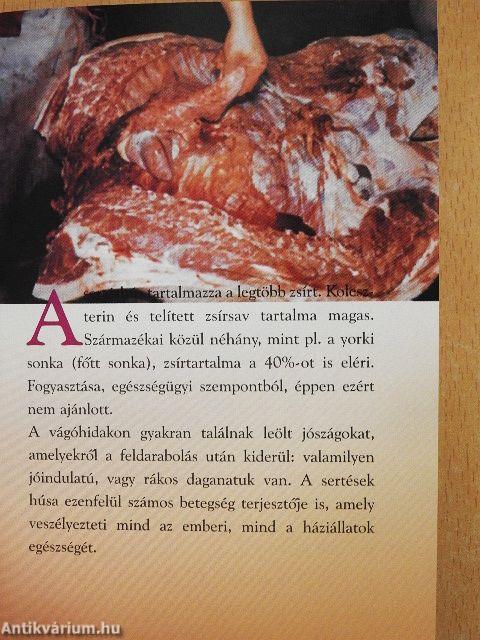 A tartalmazza a legtöbb zsírt. Kolesz-
terin és telített zsírsav tartalma magas.
Származékai közül néhány, mint pl. a yorki
sonka (főtt sonka), zsírtartalma a 40%-ot is eléri.
Fogyasztása, egészségügyi szempontból, éppen ezért
nem ajánlott.
A vágóhidakon gyakran találnak leölt jószágokat,
amelyekről a feldarabolás után kiderül: valamilyen
jóindulatú, vagy rákos daganatuk van. A sertések
húsa ezenfelül számos betegség terjesztője is, amely
veszélyezteti mind az emberi, mind a háziállatok
egészségét.
Antikvárium.hu